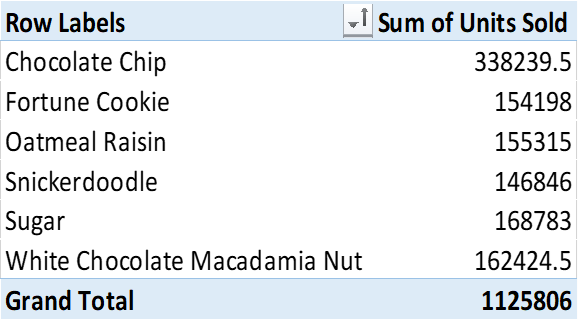 Row Labels Sum of Units Sold
Chocolate Chip 338239.5
Fortune Cookie 154198
Oatmeal Raisin 155315
Snickerdoodle 146846
Sugar 168783
White Chocolate Macadamia Nut 162424.5
Grand Total 1125806